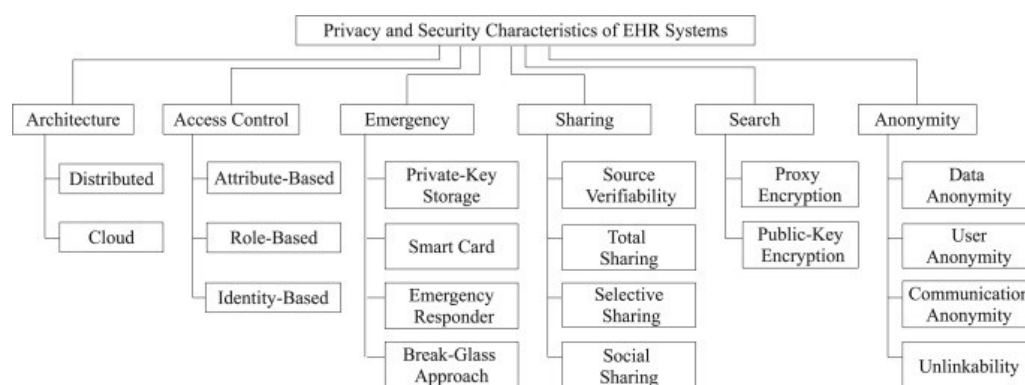 Privacy and Security Characteristics of EHR Systems
Architecture
Distributed
Cloud
Access Control
Attribute-Based
Role-Based
Identity-Based
Emergency
Private-Key
Storage
Smart Card
Emergency
Responder
Break-Glass
Approach
Sharing
Source
Verifiability
Total
Sharing
Selective
Sharing
Social
Sharing
Search
Proxy
Encryption
Public-Key
Encryption
Anonymity
Data
Anonymity
User
Anonymity
Communication
Anonymity
Unlinkability